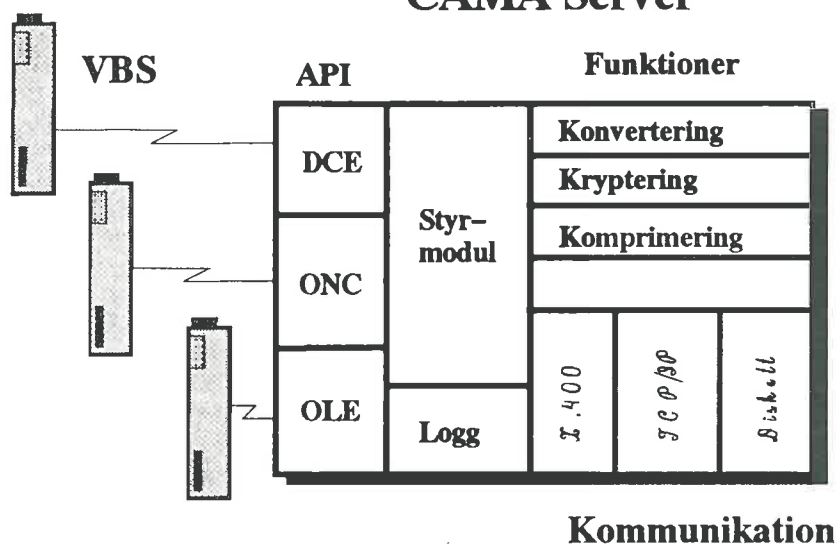 CAMA Server
VBS
API
Funktioner
DCE
ONC
OLE
Styr–
modul
Logg
Konvertering
Kryptering
Komprimering
X.400
TCP/IP
Diskett
Kommunikation